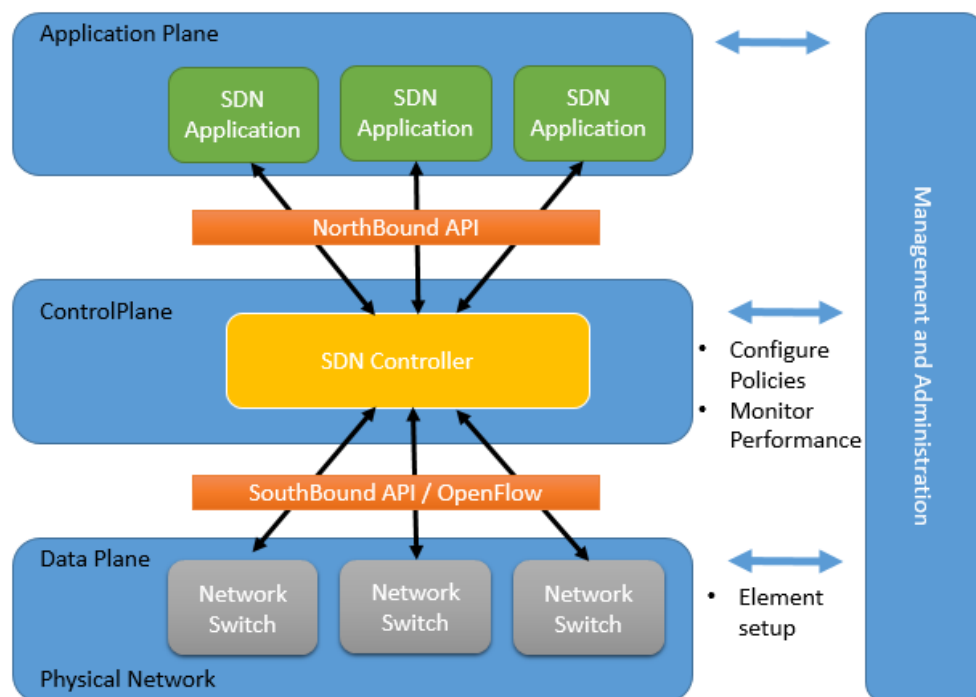 Application Plane
SDN
Application
SDN
Application
SDN
Application
NorthBound API
ControlPlane
SDN Controller
• Configure
Policies
• Monitor
Performance
SouthBound API / OpenFlow
Data Plane
Network
Switch
Network
Switch
Network
Switch
• Element
setup
Physical Network
Management and Administration